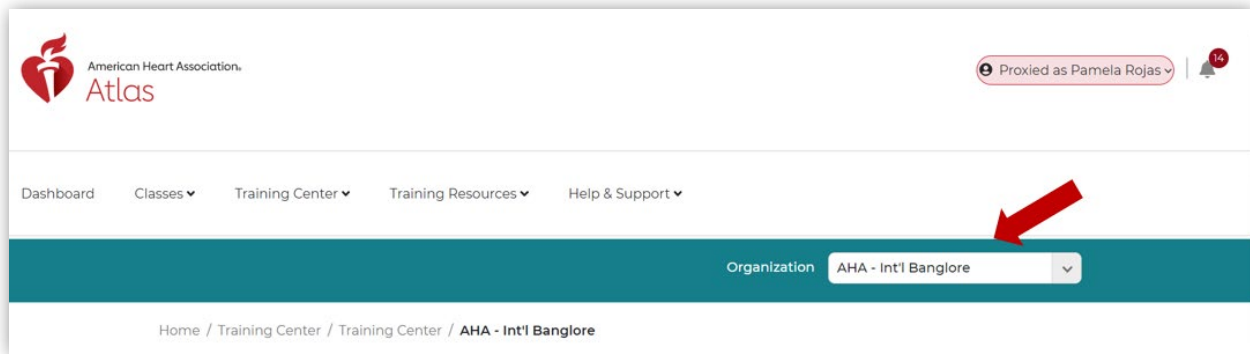 American Heart Association.
Atlas
Proxied as Pamela Rojas
14
Dashboard Classes Training Center Training Resources Help & Support
Organization AHA - Int'l Banglore
Home / Training Center / Training Center / AHA - Int'l Banglore